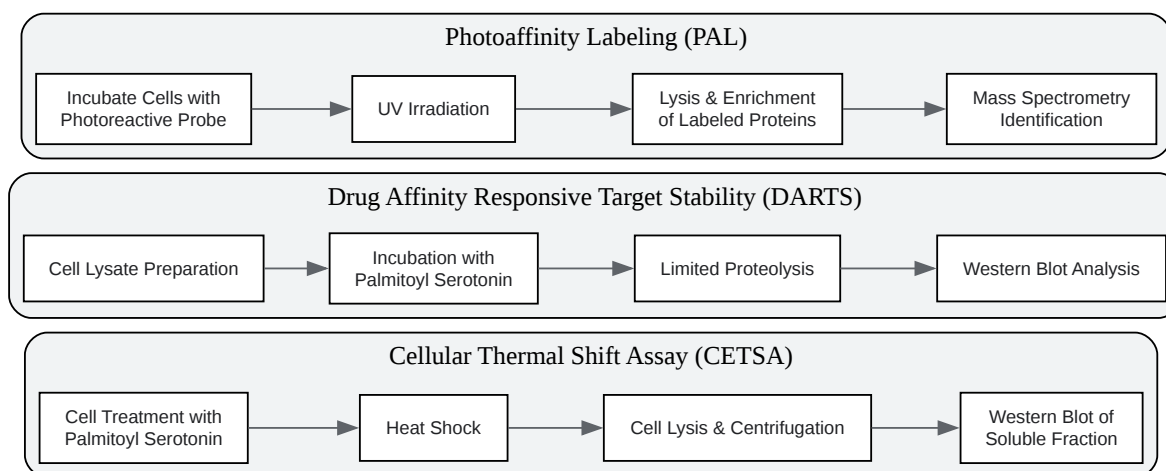 Photoaffinity Labeling (PAL)
Incubate Cells with
Photoreactive Probe
UV Irradiation
Lysis & Enrichment
of Labeled Proteins
Mass Spectrometry
Identification
Drug Affinity Responsive Target Stability (DARTS)
Cell Lysate Preparation
Incubation with
Palmitoyl Serotonin
Limited Proteolysis
Western Blot Analysis
Cellular Thermal Shift Assay (CETSA)
Cell Treatment with
Palmitoyl Serotonin
Heat Shock
Cell Lysis & Centrifugation
Western Blot of
Soluble Fraction